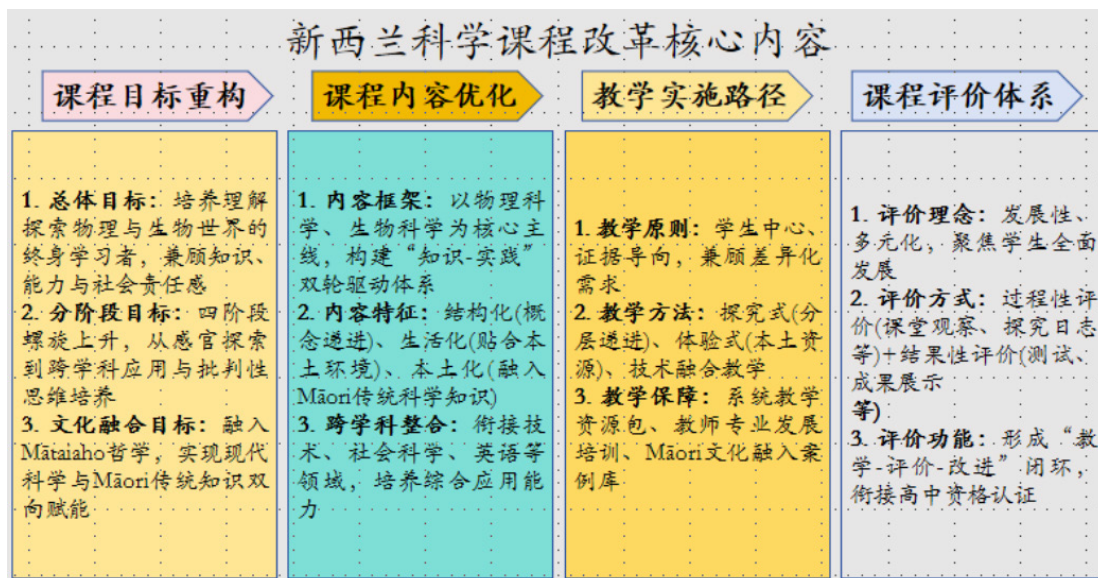 新西兰科学课程改革核心内容
课程目标重构
1. 总体目标：培养理解
探索物理与生物世界的
终身学习者，兼顾知识、
能力与社会责任感
2. 分阶段目标：四阶段
螺旋上升，从感官探索
到跨学科应用与批判性
思维培养
3. 文化融合目标：融入
Mātaiaho哲学，实现现代
科学与Māori传统知识双
向赋能
课程内容优化
1. 内容框架：以物理科
学、生物科学为核心主
线，构建“知识-实践”
双轮驱动体系
2. 内容特征：结构化(概
念递进)、生活化(贴合本
土环境)、本土化(融入
Māori传统科学知识)
3. 跨学科整合：衔接技
术、社会科学、英语等
领域，培养综合应用能
力
教学实施路径
1. 教学原则：学生中心、
证据导向，兼顾差异化
需求
2. 教学方法：探究式(分
层递进)、体验式(本土资
源)、技术融合教学
3. 教学保障：系统教学
资源包、教师专业发展
培训、Māori文化融入案
例库
课程评价体系
1. 评价理念：发展性、
多元化，聚焦学生全面
发展
2. 评价方式：过程性评
价(课堂观察、探究日志
等)+结果性评价(测试、
成果展示
等)
3. 评价功能：形成“教
学-评价-改进”闭环，
衔接高中资格认证